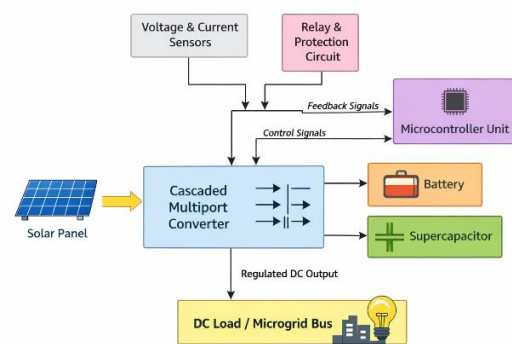 Voltage & Current
Sensors
Relay &
Protection
Circuit
Feedback Signals
Microcontroller Unit
Control Signals
Cascaded
Multiport
Converter
Battery
Solar Panel
Supercapacitor
Regulated DC Output
DC Load / Microgrid Bus